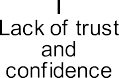 Lack of trust
and
confidence